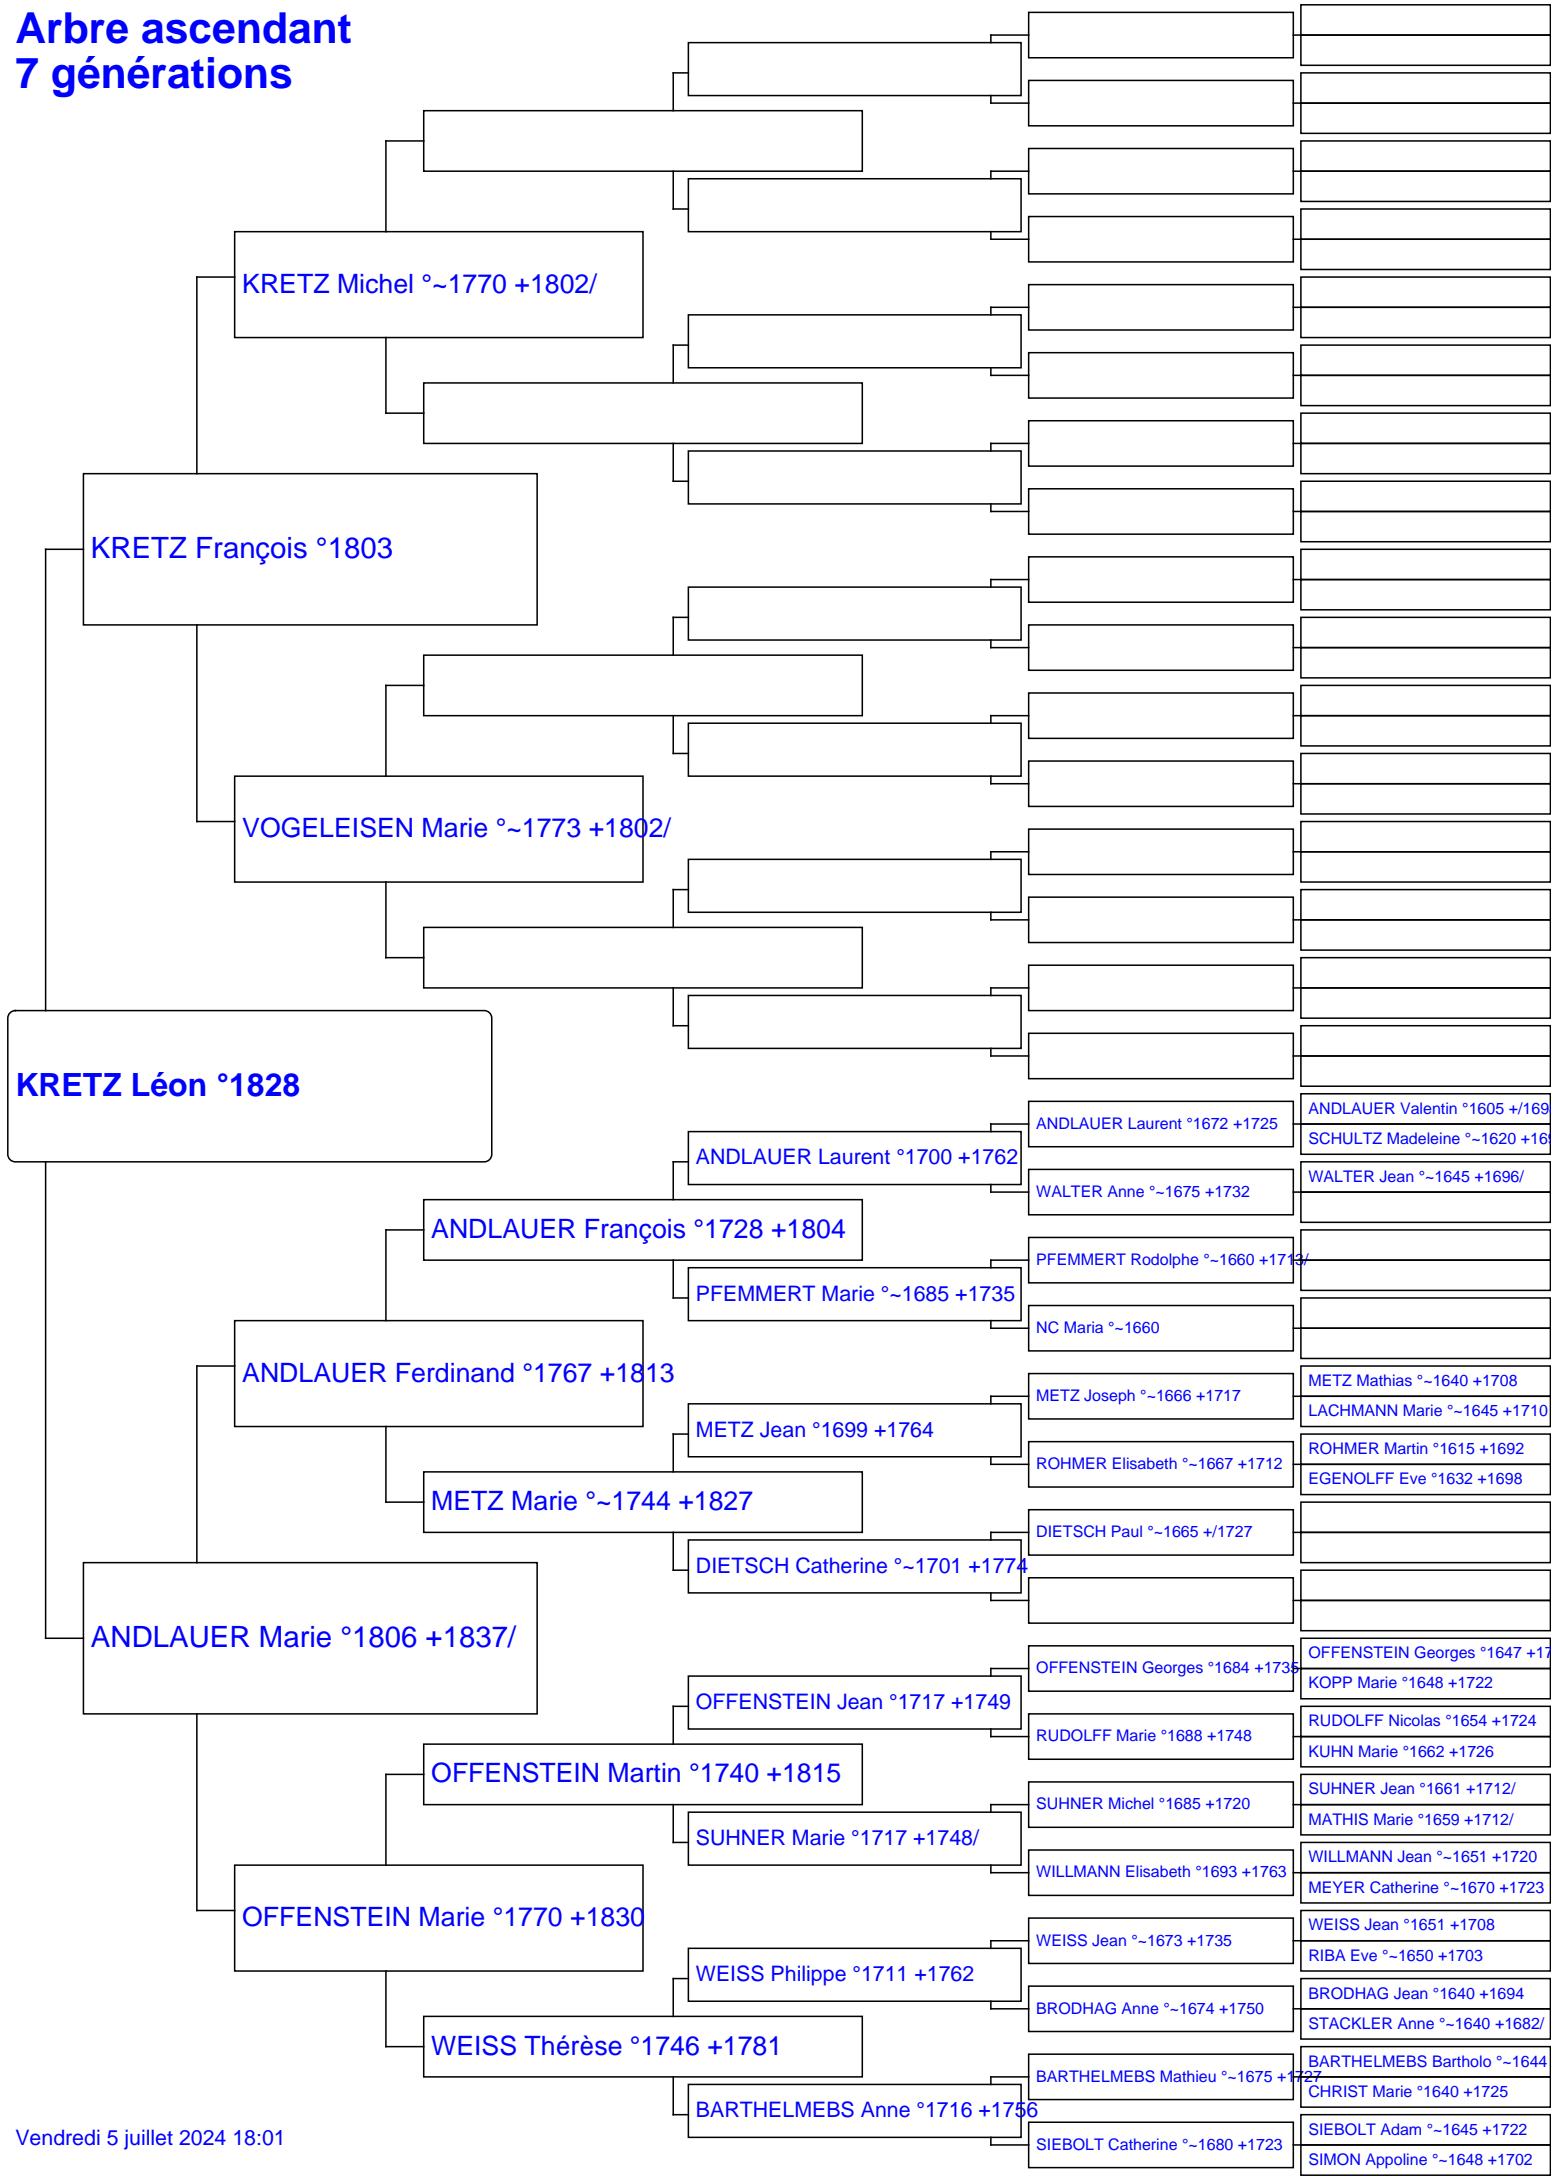 Arbre ascendant
7 générations
KRETZ Michel °~1770 +1802/
KRETZ François °1803
VOGELEISEN Marie °~1773 +1802/
KRETZ Léon °1828
ANDLAUER Laurent °1700 +1762
ANDLAUER Laurent °1672 +1725
ANDLAUER Valentin °1605 +/169
SCHULTZ Madeleine °~1620 +169
WALTER Anne °~1675 +1732
WALTER Jean °~1645 +1696/
ANDLAUER François °1728 +1804
PFEMMERT Marie °~1685 +1735
PFEMMERT Rodolphe °~1660 +1713/
NC Maria °~1660
ANDLAUER Ferdinand °1767 +1813
METZ Jean °1699 +1764
METZ Joseph °~1666 +1717
METZ Mathias °~1640 +1708
LACHMANN Marie °~1645 +1710
ROHMER Elisabeth °~1667 +1712
ROHMER Martin °1615 +1692
EGENOLFF Eve °1632 +1698
METZ Marie °~1744 +1827
DIETSCH Catherine °~1701 +1774
DIETSCH Paul °~1665 +/1727
ANDLAUER Marie °1806 +1837/
OFFENSTEIN Jean °1717 +1749
OFFENSTEIN Georges °1684 +1735
OFFENSTEIN Georges °1647 +17
KOPP Marie °1648 +1722
RUDOLFF Marie °1688 +1748
RUDOLFF Nicolas °1654 +1724
KUHN Marie °1662 +1726
OFFENSTEIN Martin °1740 +1815
SUHNER Marie °1717 +1748/
SUHNER Michel °1685 +1720
SUHNER Jean °1661 +1712/
MATHIS Marie °1659 +1712/
WILLMANN Elisabeth °1693 +1763
WILLMANN Jean °~1651 +1720
MEYER Catherine °~1670 +1723
OFFENSTEIN Marie °1770 +1830
WEISS Philippe °1711 +1762
WEISS Jean °~1673 +1735
WEISS Jean °1651 +1708
RIBA Eve °~1650 +1703
BRODHAG Anne °~1674 +1750
BRODHAG Jean °1640 +1694
STACKLER Anne °~1640 +1682/
WEISS Thérèse °1746 +1781
BARTHELMEBS Anne °1716 +1756
BARTHELMEBS Mathieu °~1675 +1727
BARTHELMEBS Bartholo °~1644
CHRIST Marie °1640 +1725
SIEBOLT Catherine °~1680 +1723
SIEBOLT Adam °~1645 +1722
SIMON Appoline °~1648 +1702
Vendredi 5 juillet 2024 18:01